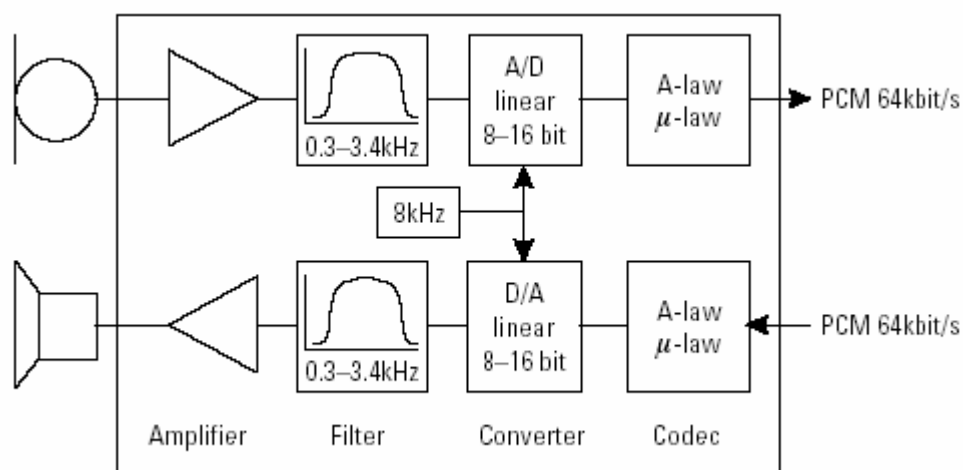 A/D
linear
8–16 bit
A-law
μ-law
PCM 64kbit/s
0.3–3.4kHz
8kHz
D/A
linear
8–16 bit
A-law
μ-law
PCM 64kbit/s
0.3–3.4kHz
Amplifier
Filter
Converter
Codec